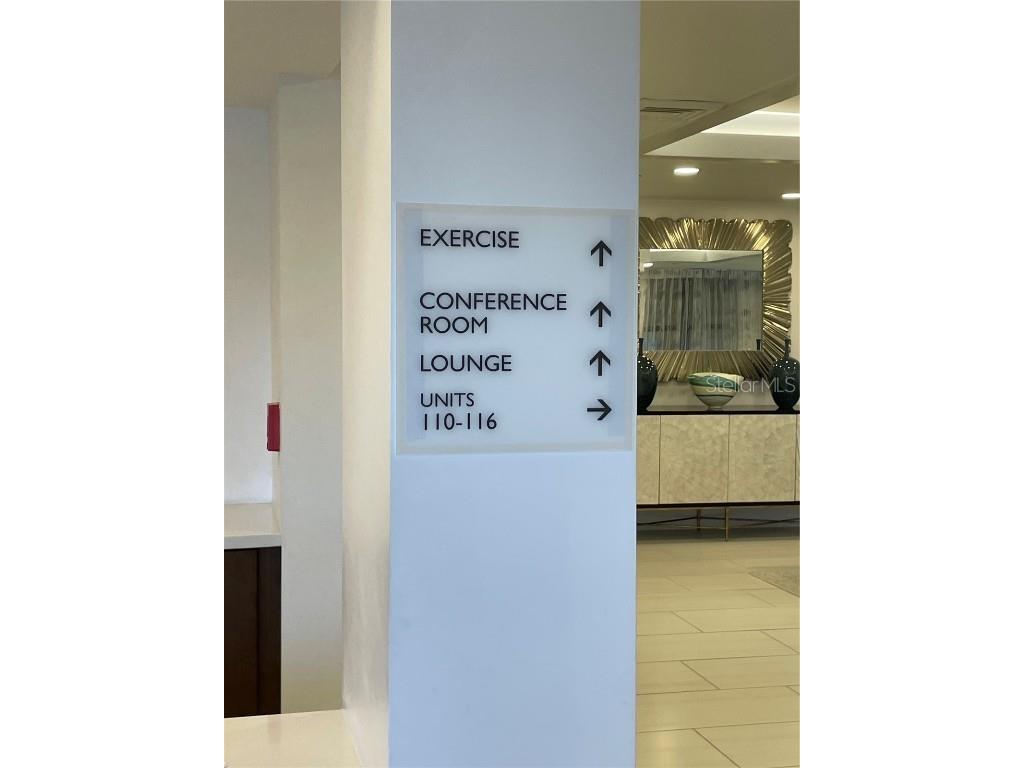 EXERCISE ↑
CONFERENCE
ROOM ↑
LOUNGE ↑
UNITS
110-116 →
StellarMLS